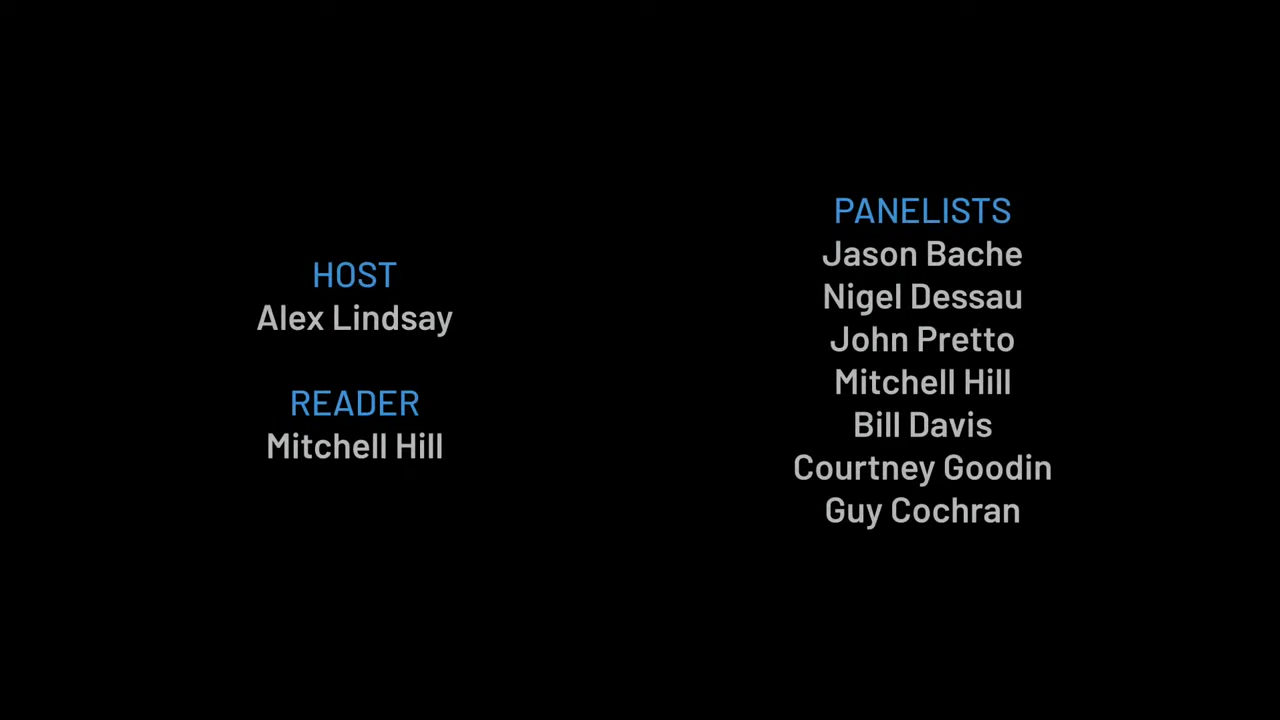 HOST
Alex Lindsay
READER
Mitchell Hill
PANELISTS
Jason Bache
Nigel Dessau
John Pretto
Mitchell Hill
Bill Davis
Courtney Goodin
Guy Cochran